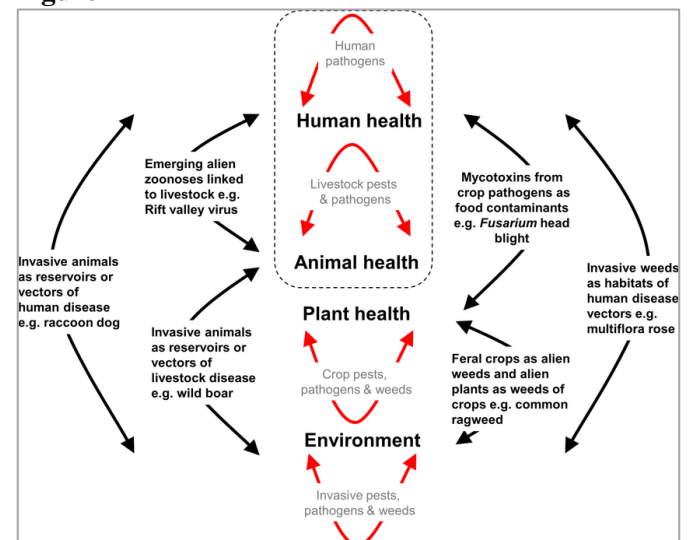 Human
pathogens
Human health
Emerging alien
zoonoses linked
to livestock e.g.
Rift valley virus
Livestock pests
& pathogens
Mycotoxins from
crop pathogens as
food contaminants
e.g. Fusarium head
blight
Animal health
Invasive animals
as reservoirs or
vectors of
human disease
e.g. raccoon dog
Invasive weeds
as habitats of
human disease
vectors e.g.
multiflora rose
Plant health
Invasive animals
as reservoirs or
vectors of
livestock disease
e.g. wild boar
Crop pests,
pathogens & weeds
Feral crops as alien
weeds and alien
plants as weeds of
crops e.g. common
ragweed
Environment
Invasive pests,
pathogens & weeds